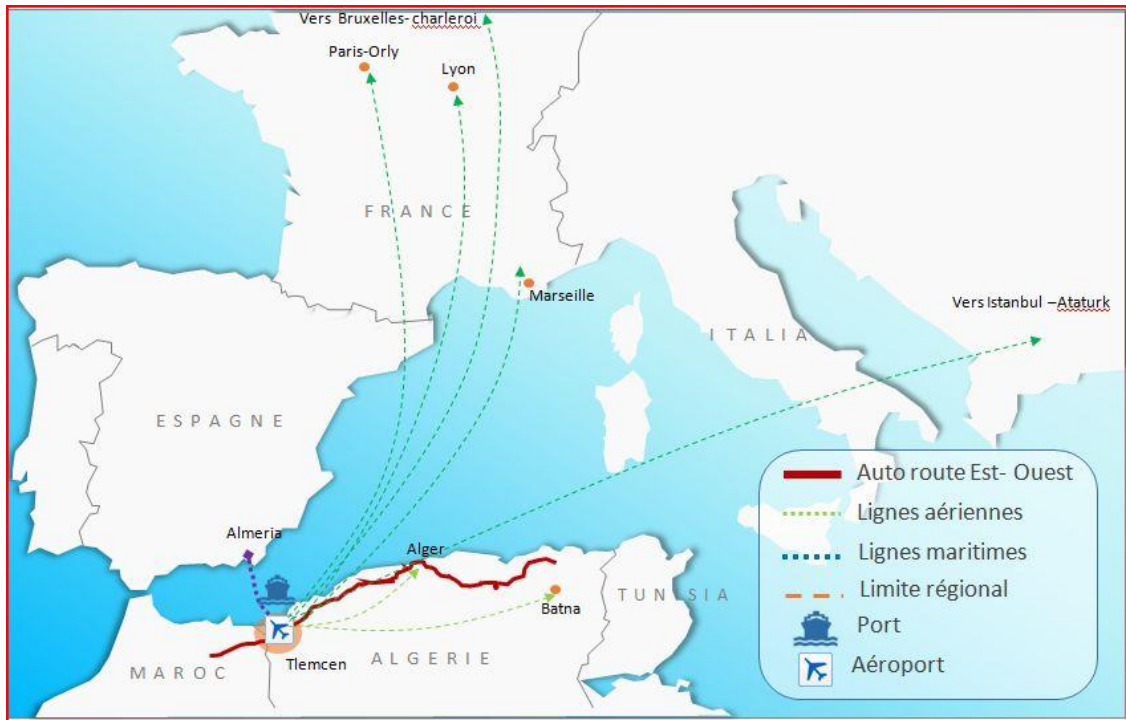 Vers Bruxelles-charleroi
Paris-Orly
Lyon
FRANCE
Marseille
Vers Istanbul –Ataturk
ITALIA
ESPAGNE
Almeria
Alger
Batna
TUNISIA
Tlemcen
ALGERIE
MAROC
Auto route Est- Ouest
Lignes aériennes
Lignes maritimes
Limite régional
Port
Aéroport